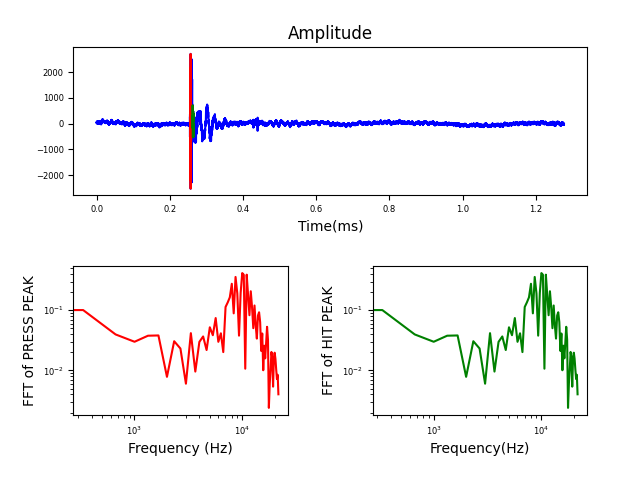 Amplitude
2000
1000
0
−1000
−2000
0.0 0.2 0.4 0.6 0.8 1.0 1.2
Time(ms)
FFT of PRESS PEAK
10⁻¹
10⁻²
10³ 10⁴
Frequency (Hz)
FFT of HIT PEAK
10⁻¹
10⁻²
10³ 10⁴
Frequency(Hz)